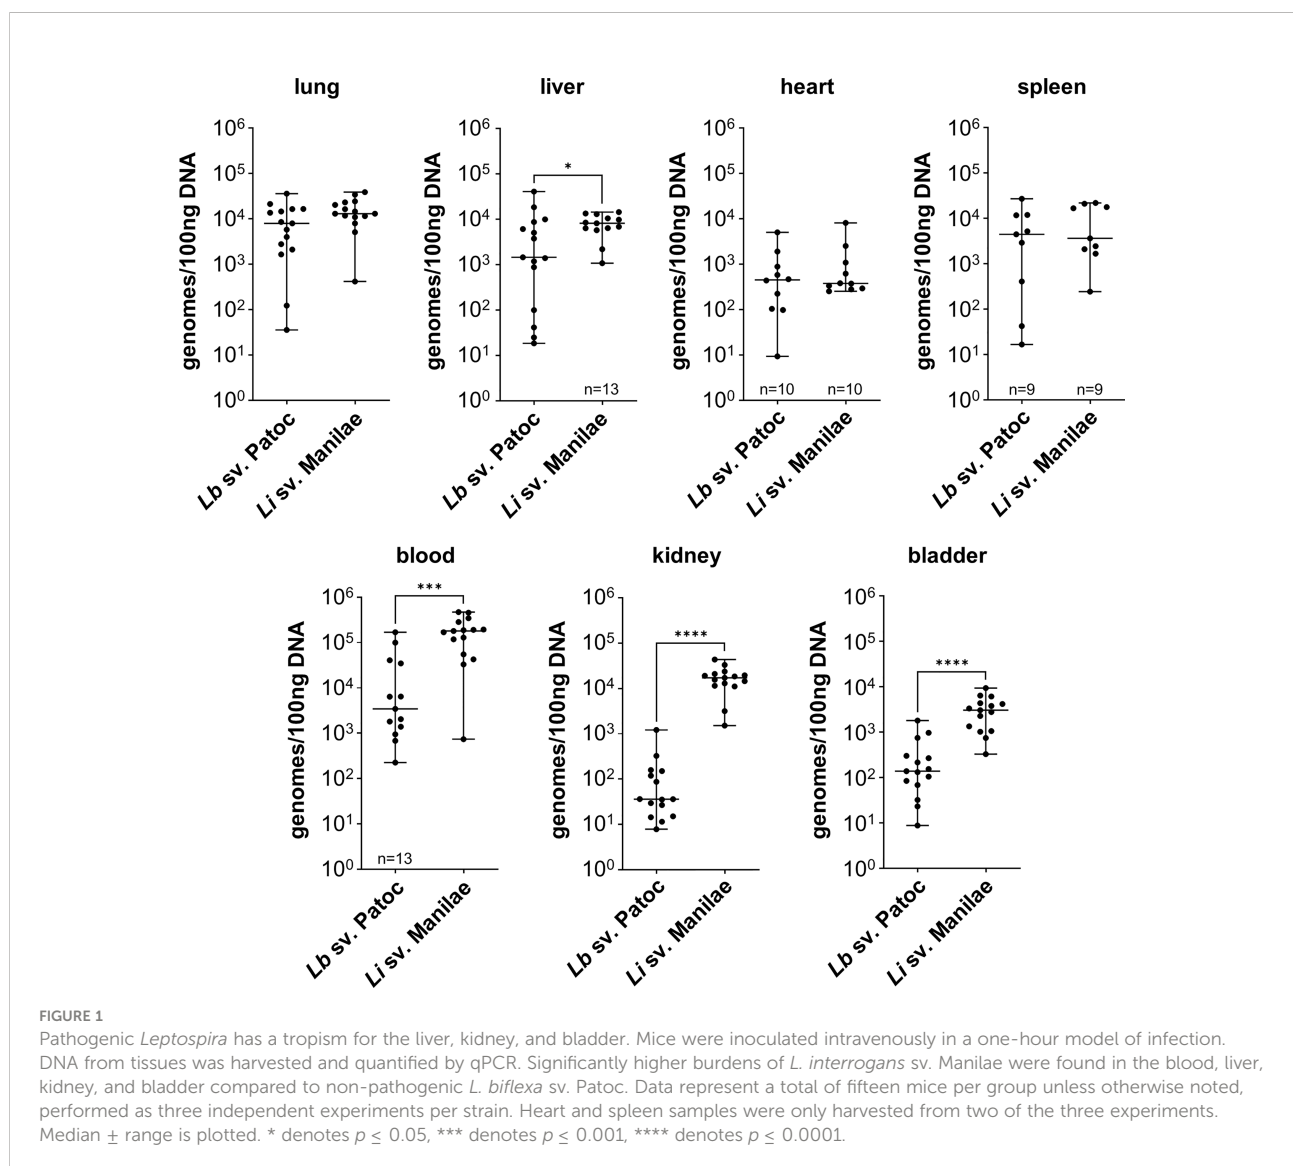 lung liver heart spleen
10⁶ 10⁶ 10⁶ 10⁶
10⁵ 10⁵ 10⁵ 10⁵
10⁴ 10⁴ 10⁴ 10⁴
10³ 10³ 10³ 10³
10² 10² 10² 10²
10¹ 10¹ 10¹ 10¹
10⁰ 10⁰ 10⁰ 10⁰
genomes/100ng DNA genomes/100ng DNA genomes/100ng DNA genomes/100ng DNA
*
n=13 n=10 n=10 n=9 n=9
Lb sv. Patoc Li sv. Manilae Lb sv. Patoc Li sv. Manilae Lb sv. Patoc Li sv. Manilae Lb sv. Patoc Li sv. Manilae
blood kidney bladder
10⁶ 10⁶ 10⁶
10⁵ 10⁵ 10⁵
10⁴ 10⁴ 10⁴
10³ 10³ 10³
10² 10² 10²
10¹ 10¹ 10¹
10⁰ 10⁰ 10⁰
genomes/100ng DNA genomes/100ng DNA genomes/100ng DNA
*** **** ****
n=13
Lb sv. Patoc Li sv. Manilae Lb sv. Patoc Li sv. Manilae Lb sv. Patoc Li sv. Manilae
FIGURE 1
Pathogenic Leptospira has a tropism for the liver, kidney, and bladder. Mice were inoculated intravenously in a one-hour model of infection.
DNA from tissues was harvested and quantified by qPCR. Significantly higher burdens of L. interrogans sv. Manilae were found in the blood, liver,
kidney, and bladder compared to non-pathogenic L. biflexa sv. Patoc. Data represent a total of fifteen mice per group unless otherwise noted,
performed as three independent experiments per strain. Heart and spleen samples were only harvested from two of the three experiments.
Median ± range is plotted. * denotes p ≤ 0.05, *** denotes p ≤ 0.001, **** denotes p ≤ 0.0001.